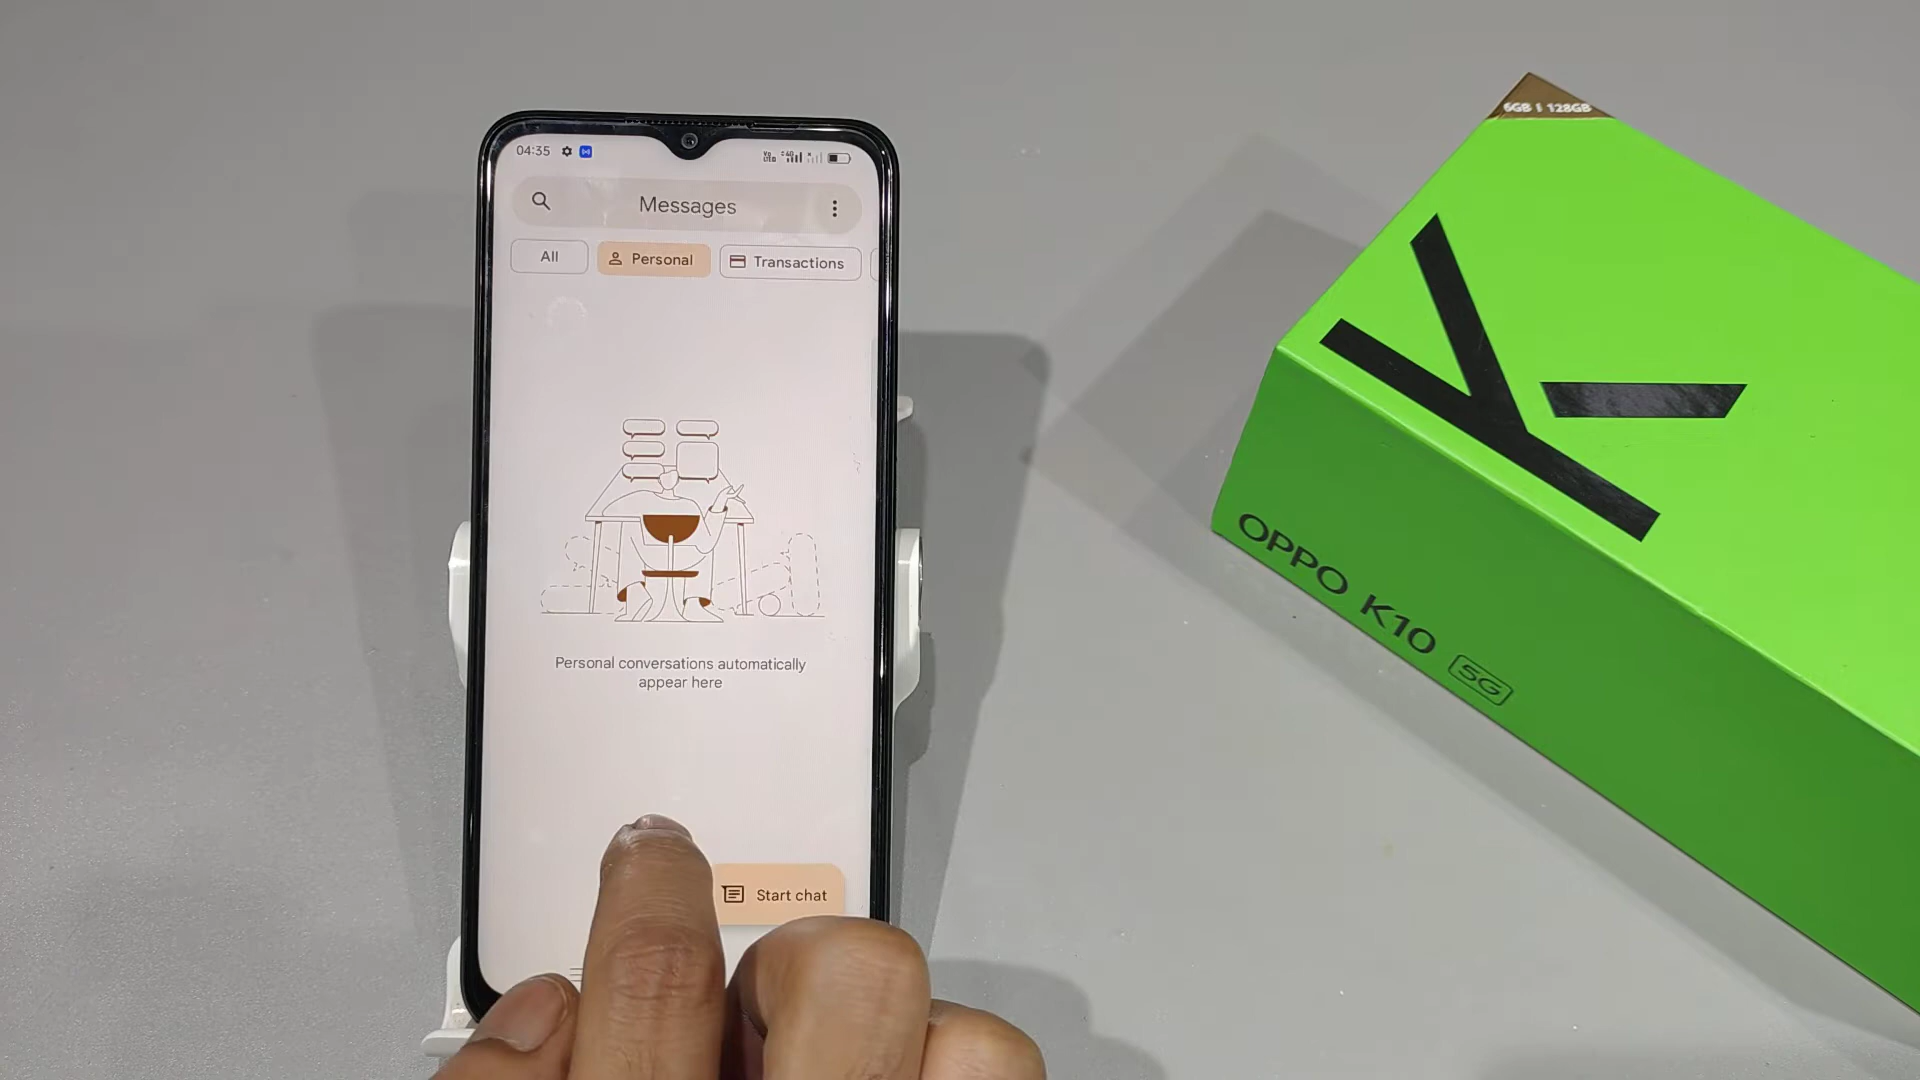 04:35
Messages
All
Personal
Transactions
Personal conversations automatically
appear here
Start chat
6GB | 128GB
K
OPPO K10 5G